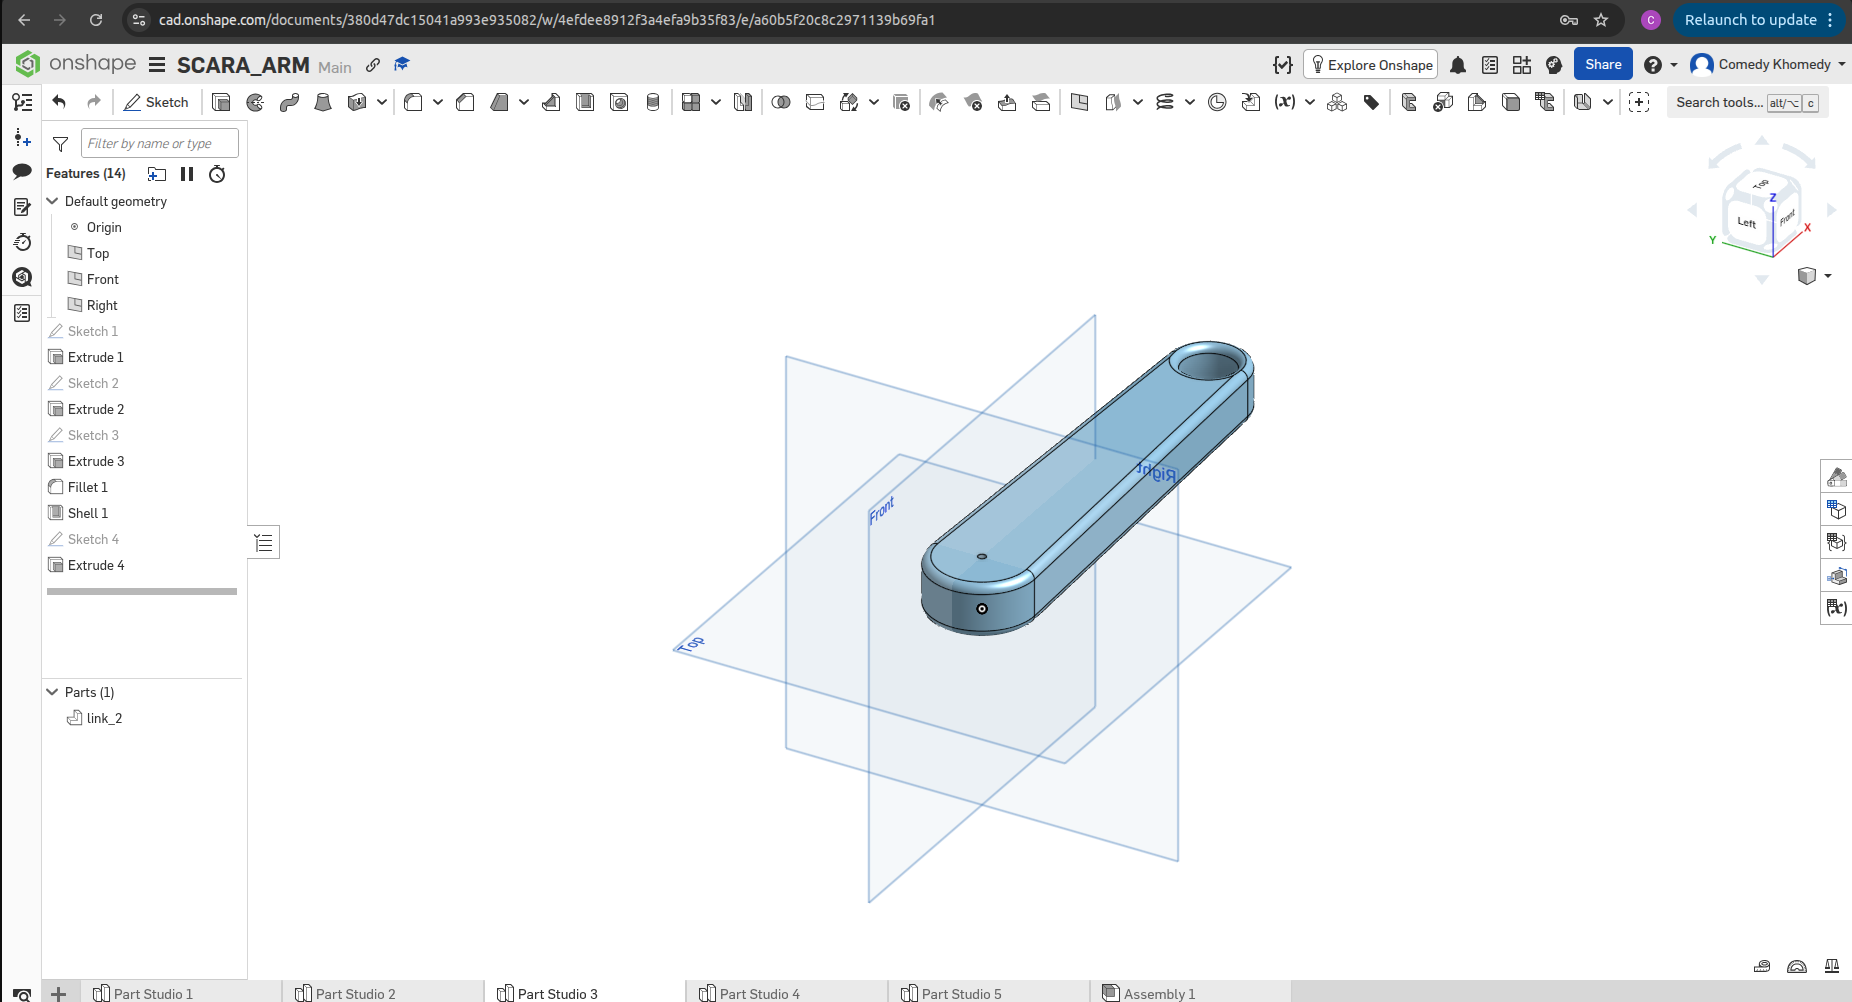 cad.onshape.com/documents/380d47dc15041a993e935082/w/4efdee8912f3a4efa9b35f83/e/a60b5f20c8c2971139b69fa1
C
Relaunch to update
onshape
SCARA_ARM Main
Explore Onshape
Share
Comedy Khomedy
Sketch
Search tools... alt/⌥ c
Filter by name or type
Features (14)
Default geometry
Origin
Top
Front
Right
Sketch 1
Extrude 1
Sketch 2
Extrude 2
Sketch 3
Extrude 3
Fillet 1
Shell 1
Sketch 4
Extrude 4
Parts (1)
link_2
Top
Left
Front
Z
Y
X
Right
Front
Top
Part Studio 1
Part Studio 2
Part Studio 3
Part Studio 4
Part Studio 5
Assembly 1